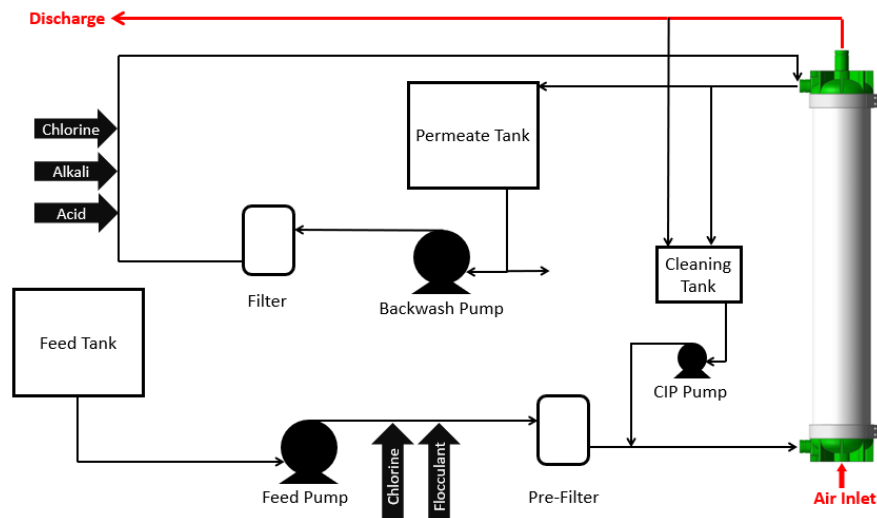 Discharge
Chlorine
Alkali
Acid
Permeate Tank
Filter
Backwash Pump
Cleaning
Tank
Feed Tank
CIP Pump
Feed Pump
Chlorine
Flocculant
Pre-Filter
Air Inlet